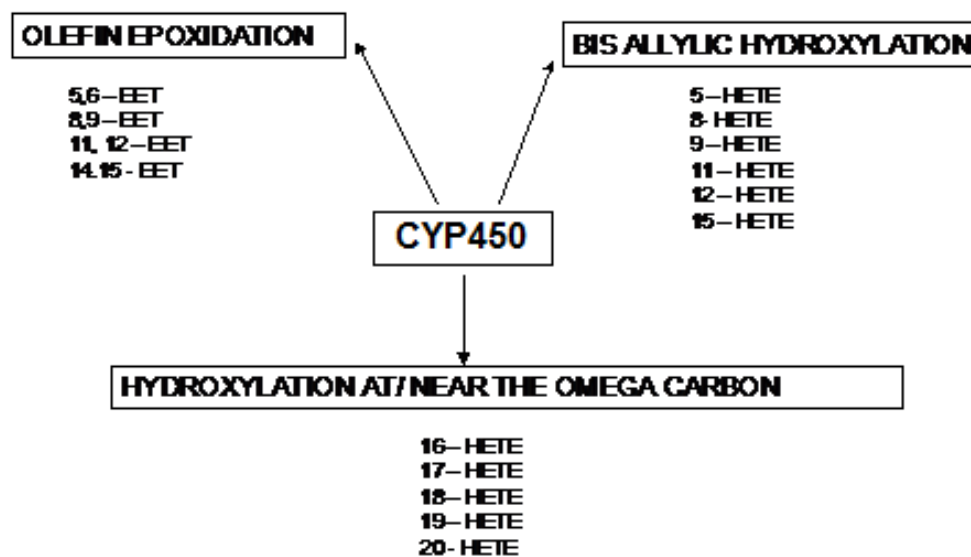 OLEFIN EPOXIDATION
5,6–EET
8,9–EET
11, 12–EET
14.15- EET
BIS ALLYLIC HYDROXYLATION
5–HETE
8- HETE
9–HETE
11–HETE
12–HETE
15–HETE
CYP450
HYDROXYLATION AT/ NEAR THE OMEGA CARBON
16–HETE
17–HETE
18–HETE
19–HETE
20- HETE